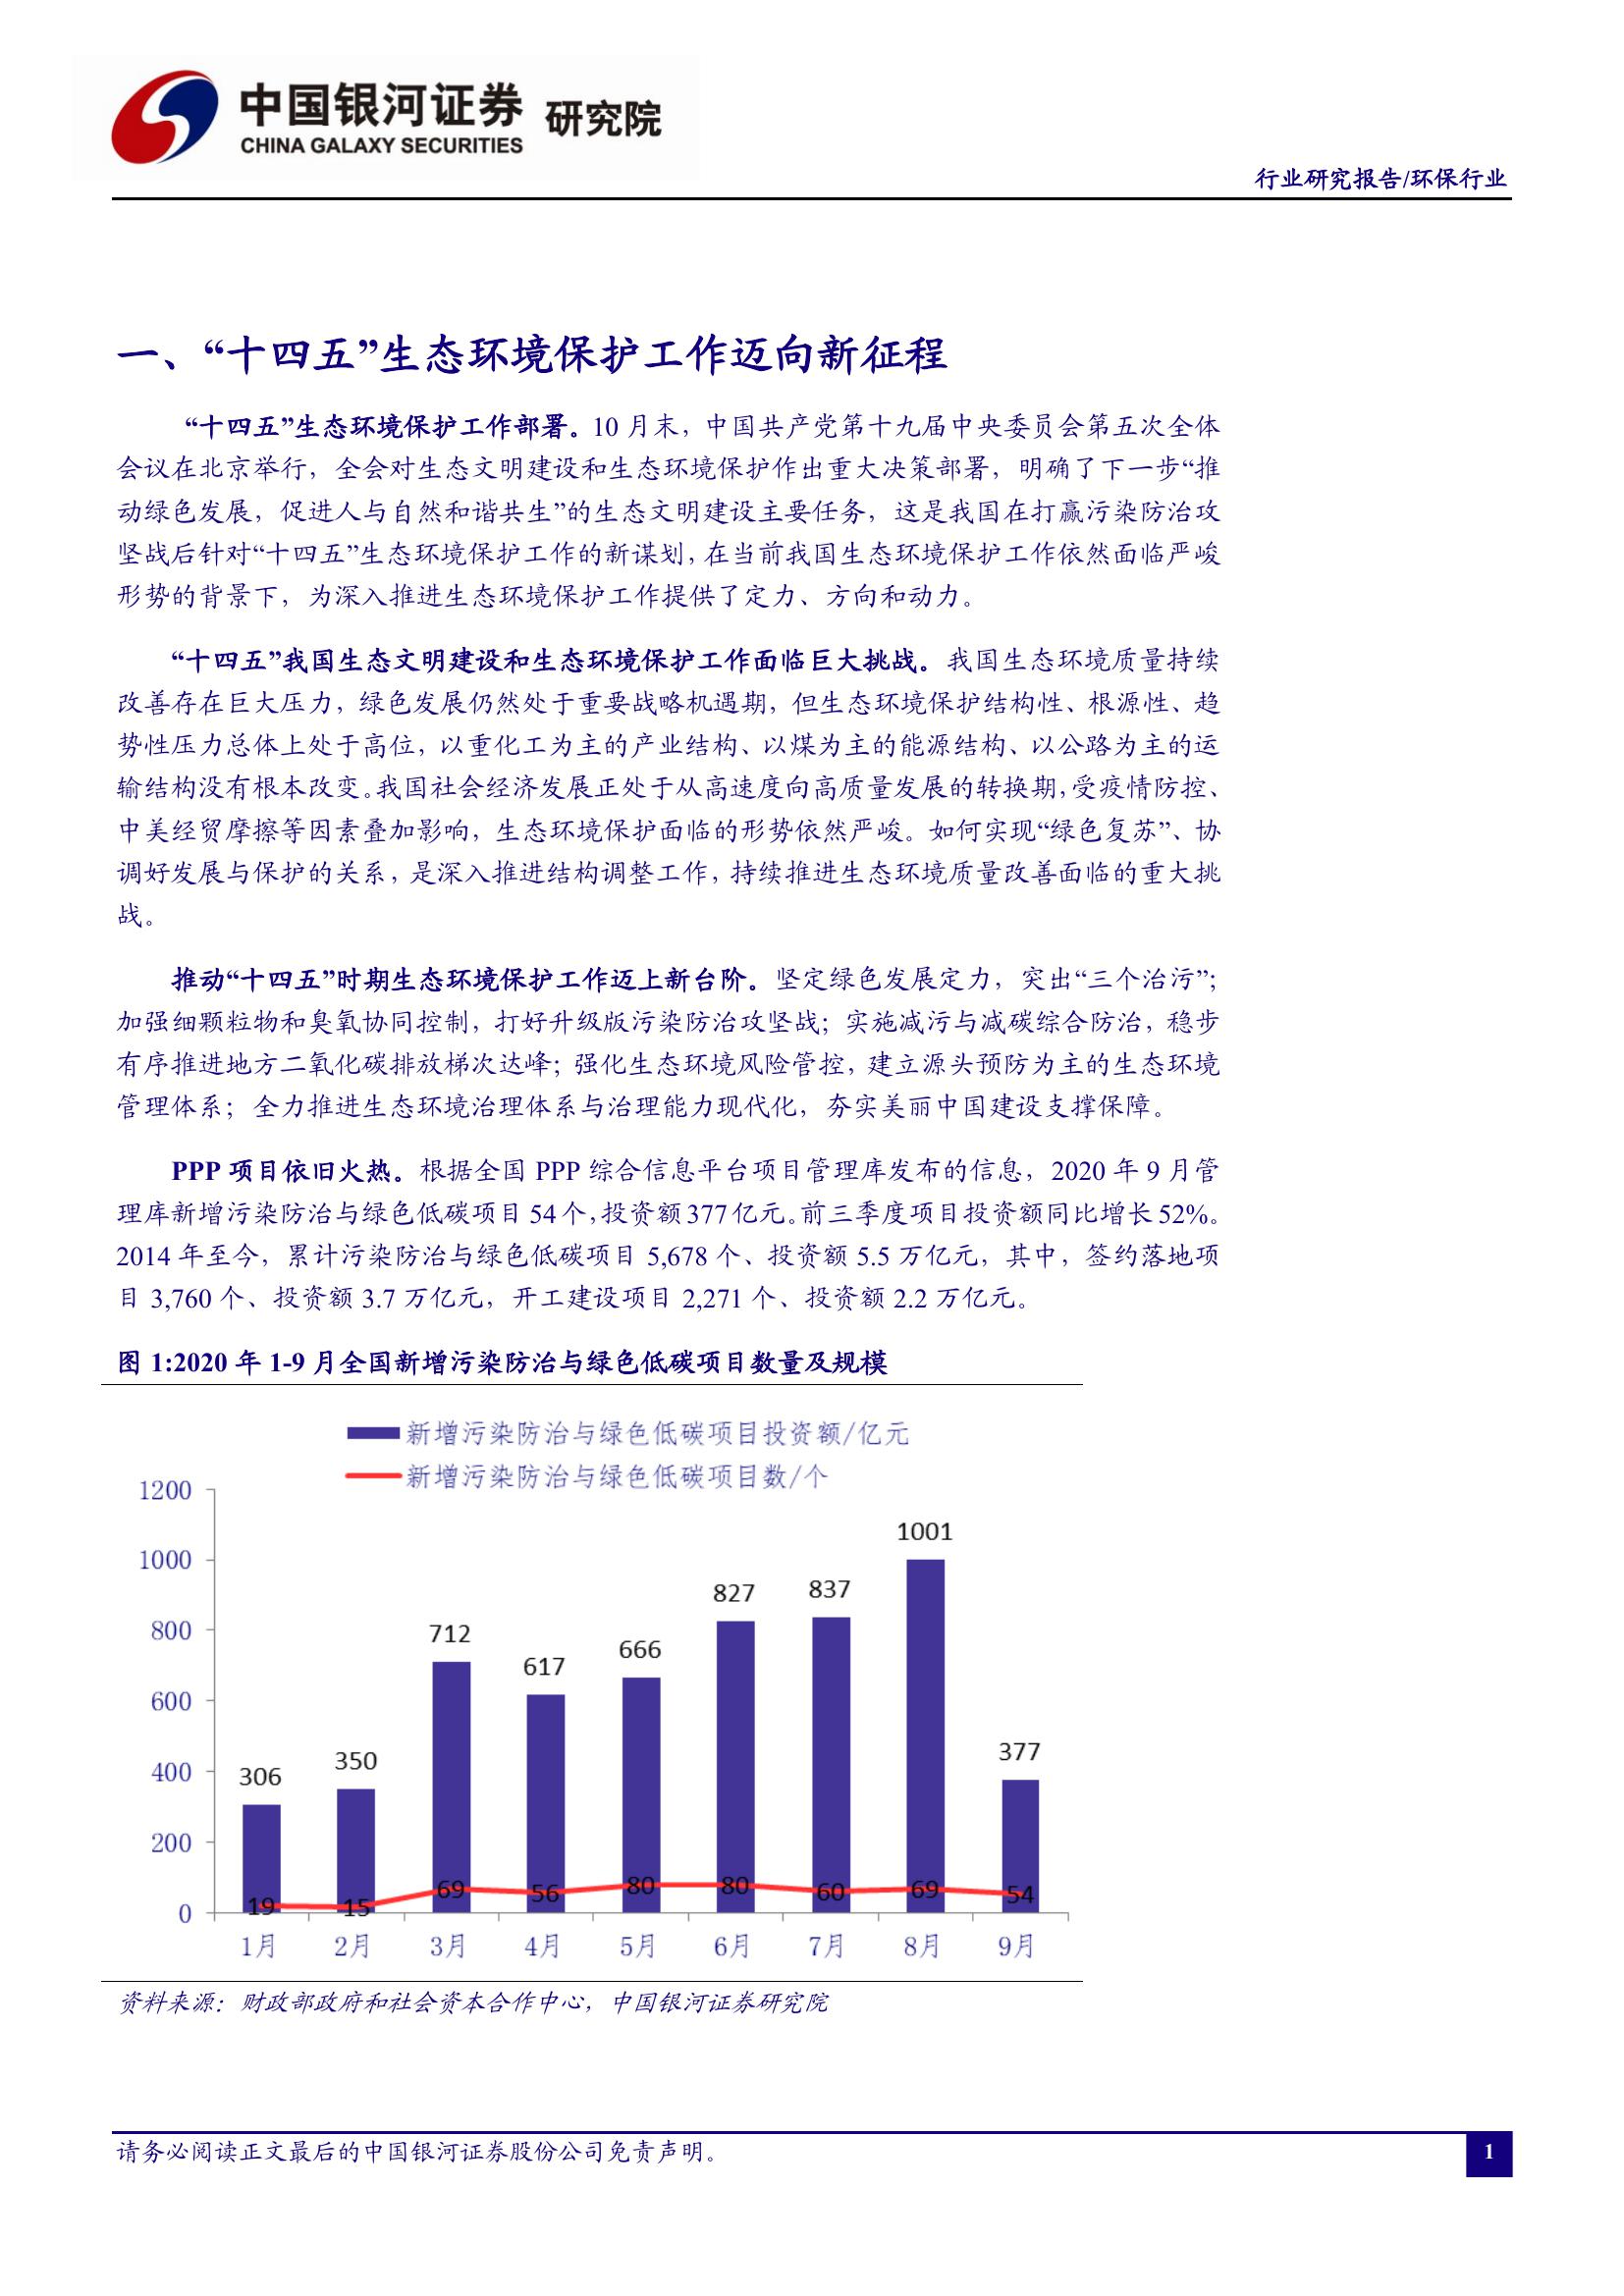 中国银河证券 研究院
CHINA GALAXY SECURITIES
行业研究报告/环保行业
一、“十四五”生态环境保护工作迈向新征程
“十四五”生态环境保护工作部署。10 月末，中国共产党第十九届中央委员会第五次全体
会议在北京举行，全会对生态文明建设和生态环境保护作出重大决策部署，明确了下一步“推
动绿色发展，促进人与自然和谐共生”的生态文明建设主要任务，这是我国在打赢污染防治攻
坚战后针对“十四五”生态环境保护工作的新谋划，在当前我国生态环境保护工作依然面临严峻
形势的背景下，为深入推进生态环境保护工作提供了定力、方向和动力。
“十四五”我国生态文明建设和生态环境保护工作面临巨大挑战。我国生态环境质量持续
改善存在巨大压力，绿色发展仍然处于重要战略机遇期，但生态环境保护结构性、根源性、趋
势性压力总体上处于高位，以重化工为主的产业结构、以煤为主的能源结构、以公路为主的运
输结构没有根本改变。我国社会经济发展正处于从高速度向高质量发展的转换期，受疫情防控、
中美经贸摩擦等因素叠加影响，生态环境保护面临的形势依然严峻。如何实现“绿色复苏”、协
调好发展与保护的关系，是深入推进结构调整工作，持续推进生态环境质量改善面临的重大挑
战。
推动“十四五”时期生态环境保护工作迈上新台阶。坚定绿色发展定力，突出“三个治污”；
加强细颗粒物和臭氧协同控制，打好升级版污染防治攻坚战；实施减污与减碳综合防治，稳步
有序推进地方二氧化碳排放梯次达峰；强化生态环境风险管控，建立源头预防为主的生态环境
管理体系；全力推进生态环境治理体系与治理能力现代化，夯实美丽中国建设支撑保障。
PPP 项目依旧火热。根据全国 PPP 综合信息平台项目管理库发布的信息，2020 年 9 月管
理库新增污染防治与绿色低碳项目 54 个，投资额 377 亿元。前三季度项目投资额同比增长 52%。
2014 年至今，累计污染防治与绿色低碳项目 5,678 个、投资额 5.5 万亿元，其中，签约落地项
目 3,760 个、投资额 3.7 万亿元，开工建设项目 2,271 个、投资额 2.2 万亿元。
图 1:2020 年 1-9 月全国新增污染防治与绿色低碳项目数量及规模
新增污染防治与绿色低碳项目投资额/亿元
新增污染防治与绿色低碳项目数/个
1200
1000
800
600
400
200
0
306 350 712 617 666 827 837 1001 377
19 15 69 56 80 80 60 69 54
1月 2月 3月 4月 5月 6月 7月 8月 9月
资料来源：财政部政府和社会资本合作中心，中国银河证券研究院
请务必阅读正文最后的中国银河证券股份公司免责声明。
1